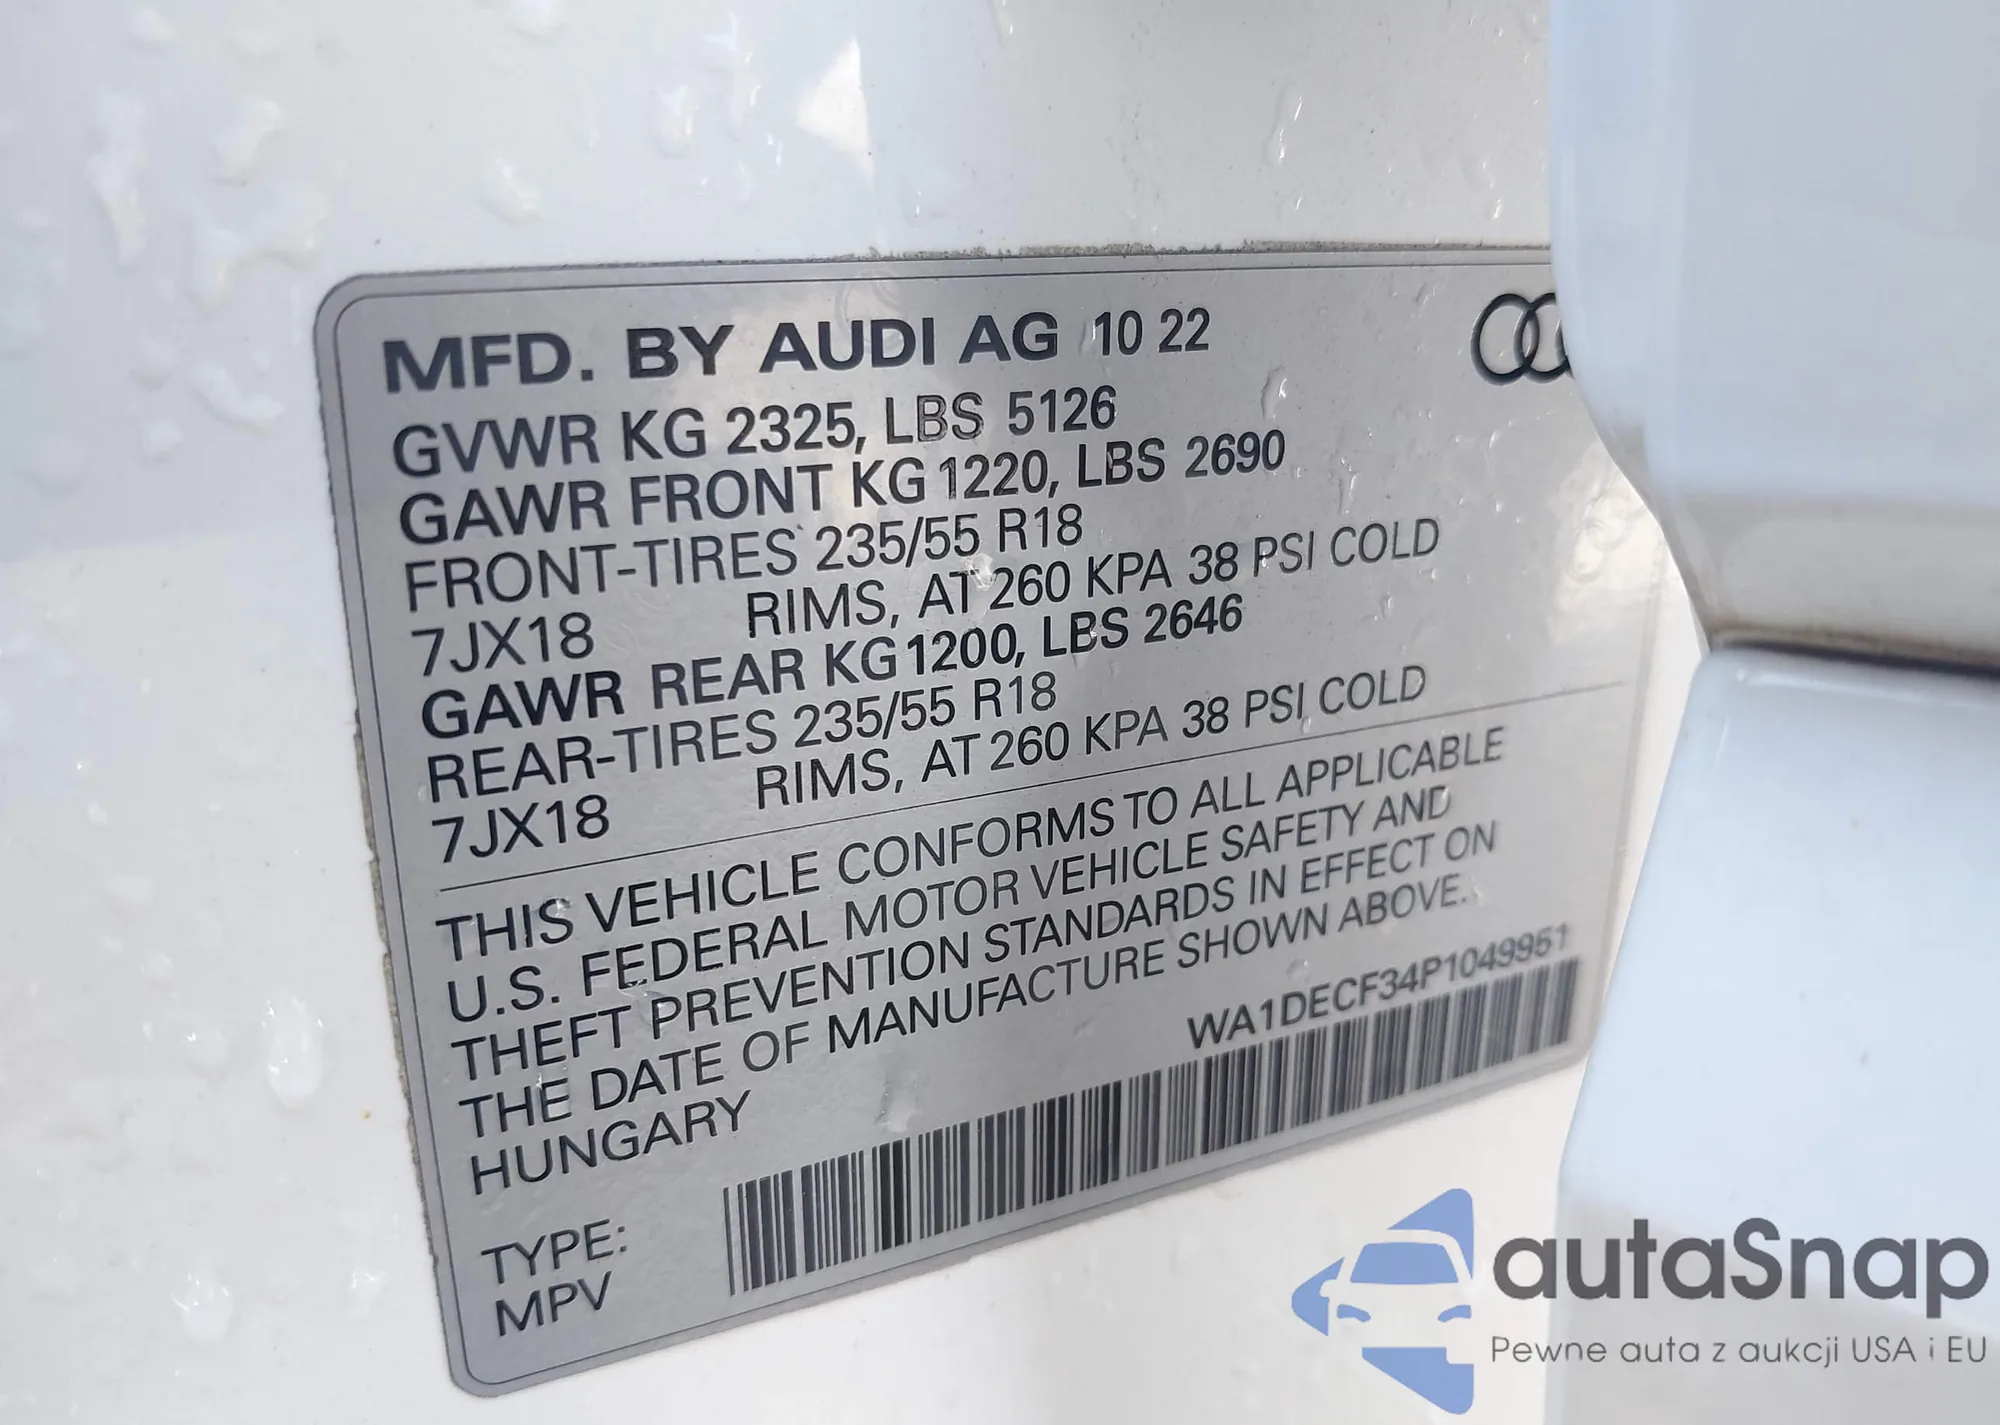 MFD. BY AUDI AG 10 22
GVWR KG 2325, LBS 5126
GAWR FRONT KG 1220, LBS 2690
FRONT-TIRES 235/55 R18
7JX18 RIMS, AT 260 KPA 38 PSI COLD
GAWR REAR KG 1200, LBS 2646
REAR-TIRES 235/55 R18
7JX18 RIMS, AT 260 KPA 38 PSI COLD
THIS VEHICLE CONFORMS TO ALL APPLICABLE
U.S. FEDERAL MOTOR VEHICLE SAFETY AND
THEFT PREVENTION STANDARDS IN EFFECT ON
THE DATE OF MANUFACTURE SHOWN ABOVE.
HUNGARY
WA1DECF34P1049951
TYPE:
MPV
autaSnap
Pewne auta z aukcji USA i EU